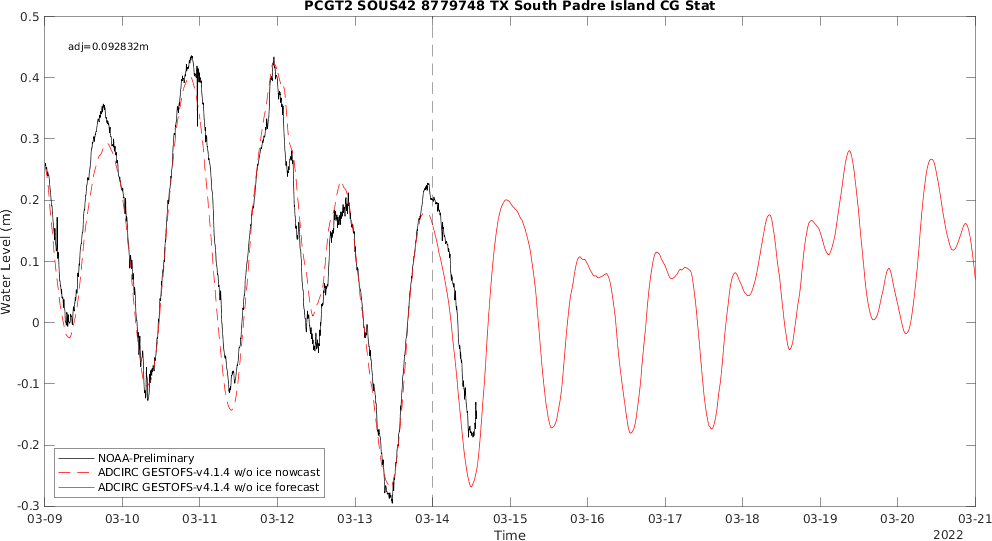 PCGT2 SOUS42 8779748 TX South Padre Island CG Stat
adj=0.092832m
0.5
0.4
0.3
0.2
0.1
0
-0.1
-0.2
-0.3
Water Level (m)
NOAA-Preliminary
ADCIRC GESTOFS-v4.1.4 w/o ice nowcast
ADCIRC GESTOFS-v4.1.4 w/o ice forecast
03-09 03-10 03-11 03-12 03-13 03-14 03-15 03-16 03-17 03-18 03-19 03-20 03-21
Time
2022